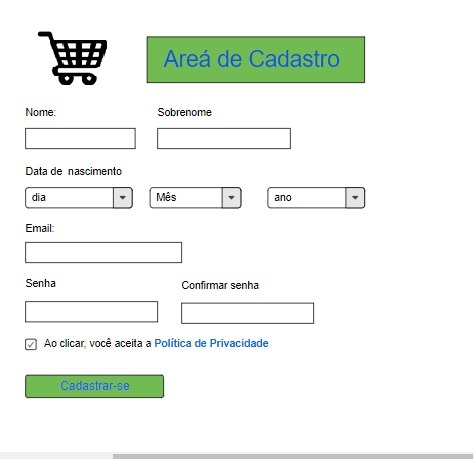 Areá de Cadastro
Nome:
Sobrenome
Data de nascimento
dia
Mês
ano
Email:
Senha
Confirmar senha
Ao clicar, você aceita a Política de Privacidade
Cadastrar-se